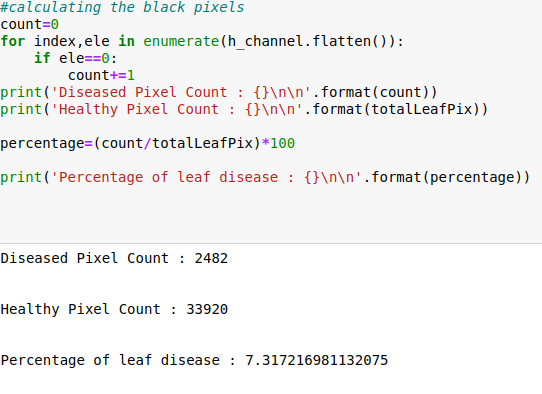 #calculating the black pixels
count=0
for index,ele in enumerate(h_channel.flatten()):
    if ele==0:
        count+=1
print('Diseased Pixel Count : {}\n\n'.format(count))
print('Healthy Pixel Count : {}\n\n'.format(totalLeafPix))
percentage=(count/totalLeafPix)*100
print('Percentage of leaf disease : {}\n\n'.format(percentage))
Diseased Pixel Count : 2482
Healthy Pixel Count : 33920
Percentage of leaf disease : 7.317216981132075